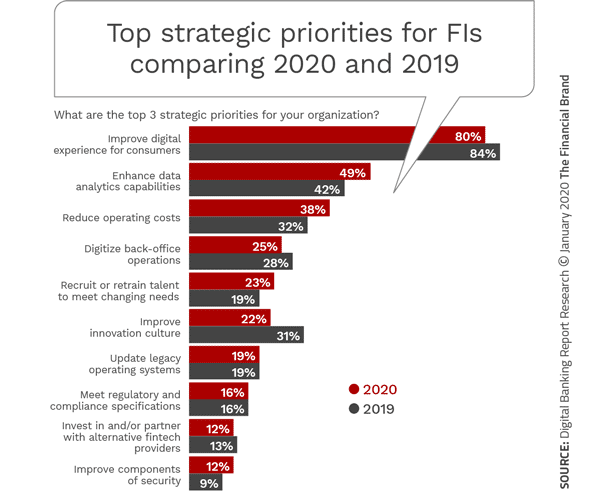 Top strategic priorities for FIs
comparing 2020 and 2019
What are the top 3 strategic priorities for your organization?
Improve digital
experience for consumers
80%
84%
Enhance data
analytics capabilities
49%
42%
Reduce operating costs
38%
32%
Digitize back-office
operations
25%
28%
Recruit or retrain talent
to meet changing needs
23%
19%
Improve
innovation culture
22%
31%
Update legacy
operating systems
19%
19%
Meet regulatory and
compliance specifications
16%
16%
Invest in and/or partner
with alternative fintech
providers
12%
13%
Improve components
of security
12%
9%
2020
2019
SOURCE: Digital Banking Report Research © January 2020 The Financial Brand